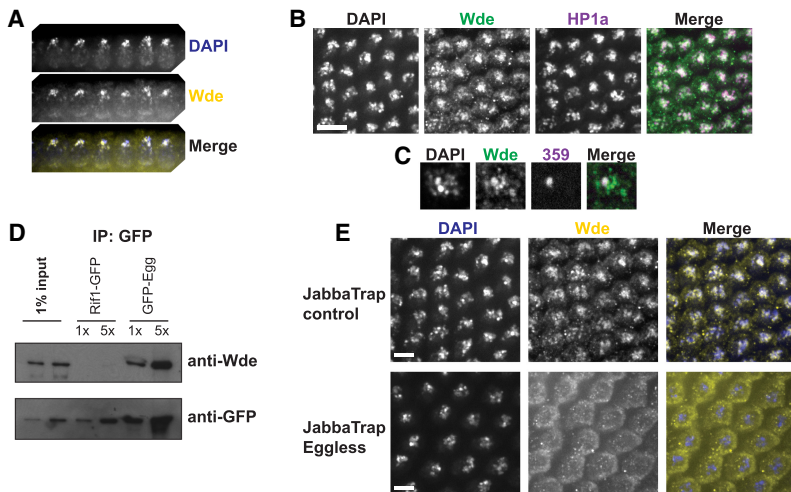 A
DAPI
Wde
Merge
B
DAPI
Wde
HP1a
Merge
C
DAPI
Wde
359
Merge
D
IP: GFP
1% input
Rif1-GFP
GFP-Egg
1x 5x 1x 5x
anti-Wde
anti-GFP
E
DAPI
Wde
Merge
JabbaTrap
control
JabbaTrap
Eggless